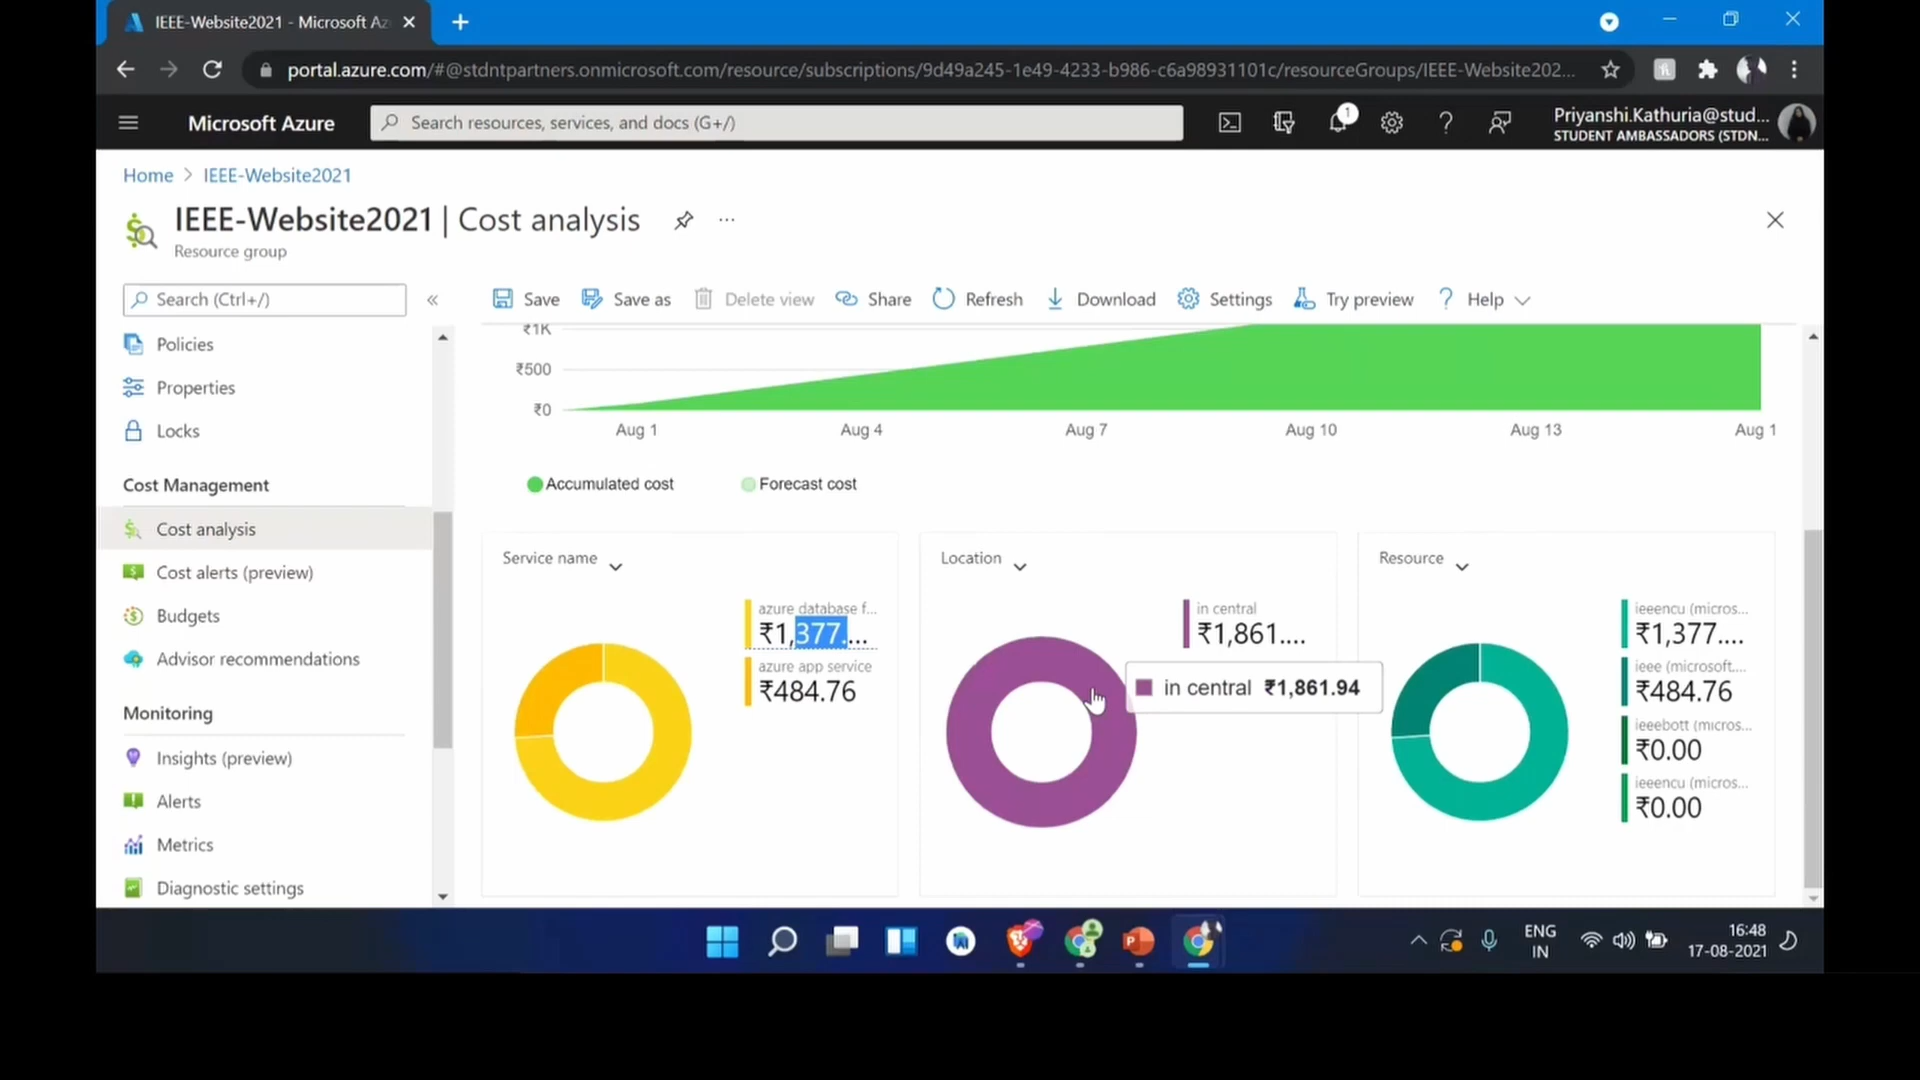 IEEE-Website2021 - Microsoft Az
portal.azure.com/#@stdntpartners.onmicrosoft.com/resource/subscriptions/9d49a245-1e49-4233-b986-c6a98931101c/resourceGroups/IEEE-Website202...
Microsoft Azure
Search resources, services, and docs (G+/)
1
Priyanshi.Kathuria@stud...
STUDENT AMBASSADORS (STDN...
Home > IEEE-Website2021
IEEE-Website2021 | Cost analysis
Resource group
Search (Ctrl+/)
Save Save as Delete view Share Refresh Download Settings Try preview Help
Policies
Properties
Locks
Cost Management
Cost analysis
Cost alerts (preview)
Budgets
Advisor recommendations
Monitoring
Insights (preview)
Alerts
Metrics
Diagnostic settings
₹1K
₹500
₹0
Aug 1 Aug 4 Aug 7 Aug 10 Aug 13 Aug 1
Accumulated cost Forecast cost
Service name
azure database f...
₹1,377....
azure app service
₹484.76
Location
in central
₹1,861....
in central ₹1,861.94
Resource
ieeencu (micros...
₹1,377....
ieee (microsoft....
₹484.76
ieeebott (micros...
₹0.00
ieeencu (micros...
₹0.00
ENG
IN
16:48
17-08-2021